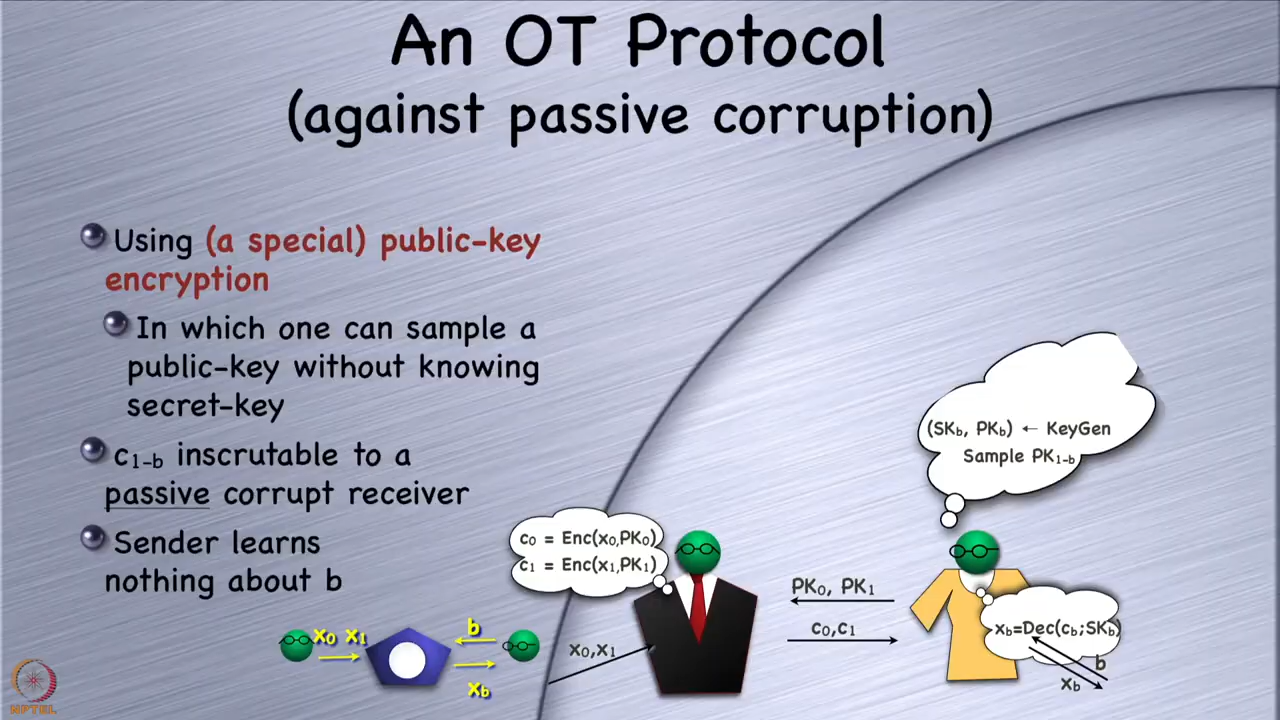 An OT Protocol
(against passive corruption)
Using (a special) public-key
encryption
In which one can sample a
public-key without knowing
secret-key
c₁₋b inscrutable to a
passive corrupt receiver
Sender learns
nothing about b
(SKb, PKb) ← KeyGen
Sample PK₁₋b
c₀ = Enc(x₀,PK₀)
c₁ = Enc(x₁,PK₁)
PK₀, PK₁
c₀,c₁
xb=Dec(cb;SKb)
x₀ x₁
b
xb
x₀,x₁
b
xb
NPTEL